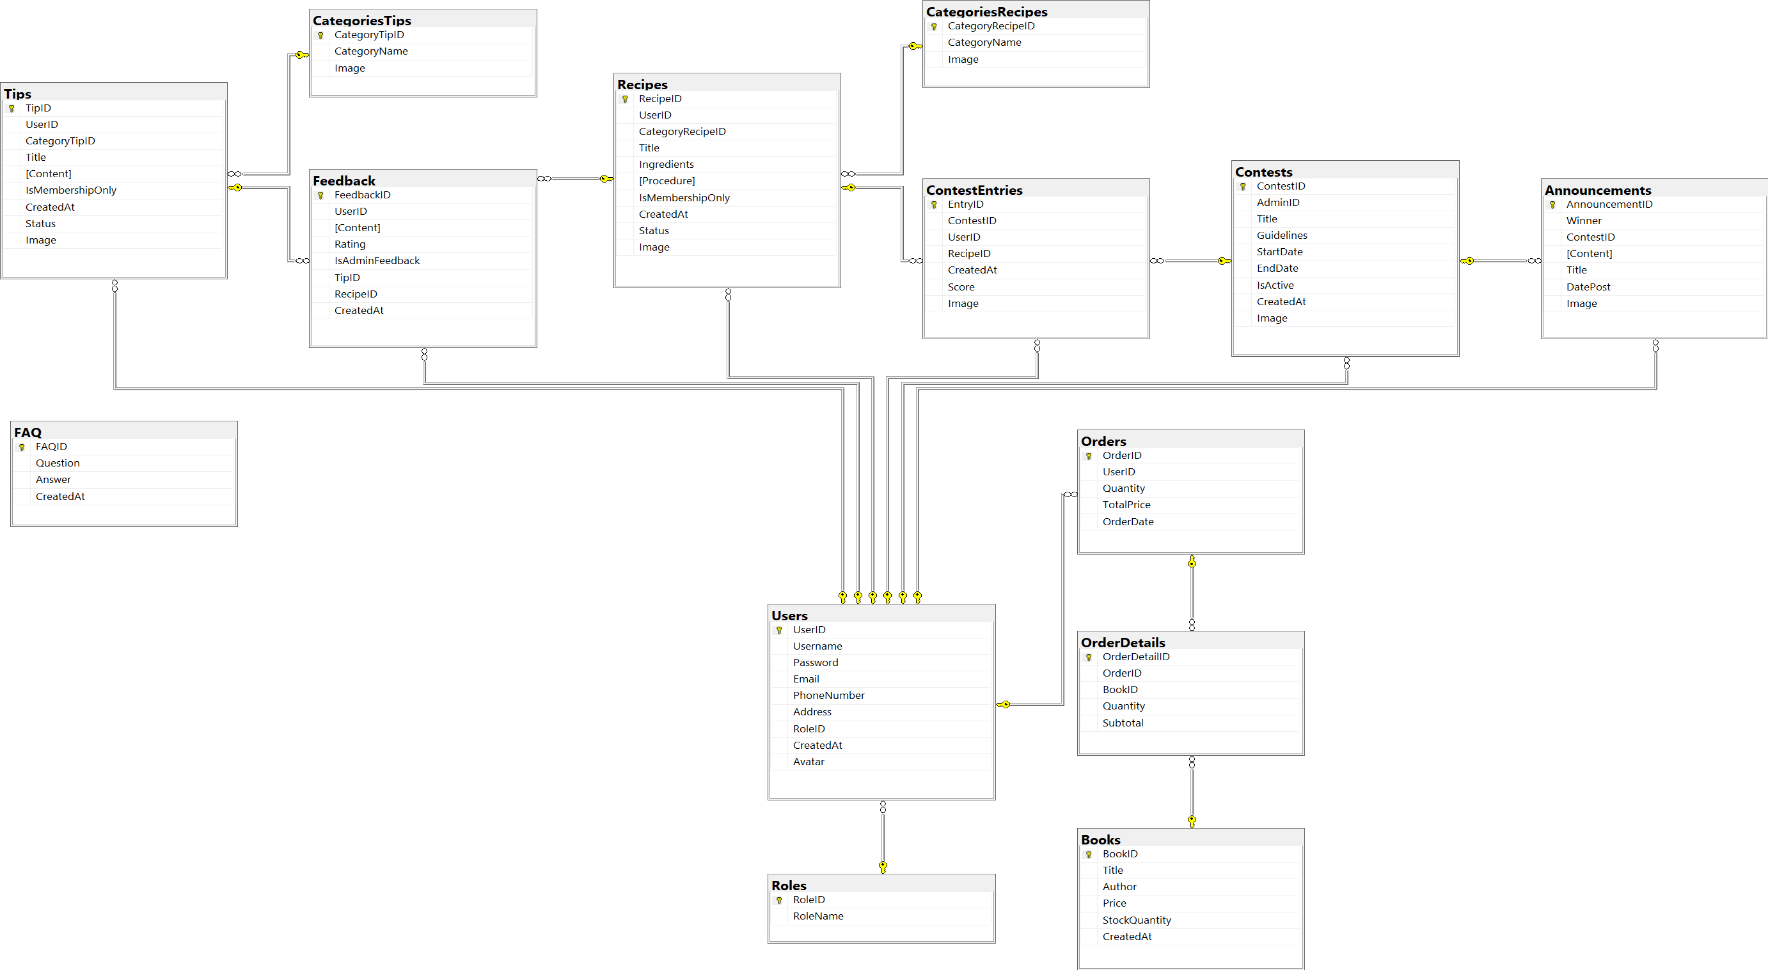 CategoriesTips
CategoryTipID
CategoryName
Image
CategoriesRecipes
CategoryRecipeID
CategoryName
Image
Tips
TipID
UserID
CategoryTipID
Title
[Content]
IsMembershipOnly
CreatedAt
Status
Image
Feedback
FeedbackID
UserID
[Content]
Rating
IsAdminFeedback
TipID
RecipeID
CreatedAt
Recipes
RecipeID
UserID
CategoryRecipeID
Title
Ingredients
[Procedure]
IsMembershipOnly
CreatedAt
Status
Image
ContestEntries
EntryID
ContestID
UserID
RecipeID
CreatedAt
Score
Image
Contests
ContestID
AdminID
Title
Guidelines
StartDate
EndDate
IsActive
CreatedAt
Image
Announcements
AnnouncementID
Winner
ContestID
[Content]
Title
DatePost
Image
FAQ
FAQID
Question
Answer
CreatedAt
Orders
OrderID
UserID
Quantity
TotalPrice
OrderDate
Users
UserID
Username
Password
Email
PhoneNumber
Address
RoleID
CreatedAt
Avatar
OrderDetails
OrderDetailID
OrderID
BookID
Quantity
Subtotal
Roles
RoleID
RoleName
Books
BookID
Title
Author
Price
StockQuantity
CreatedAt